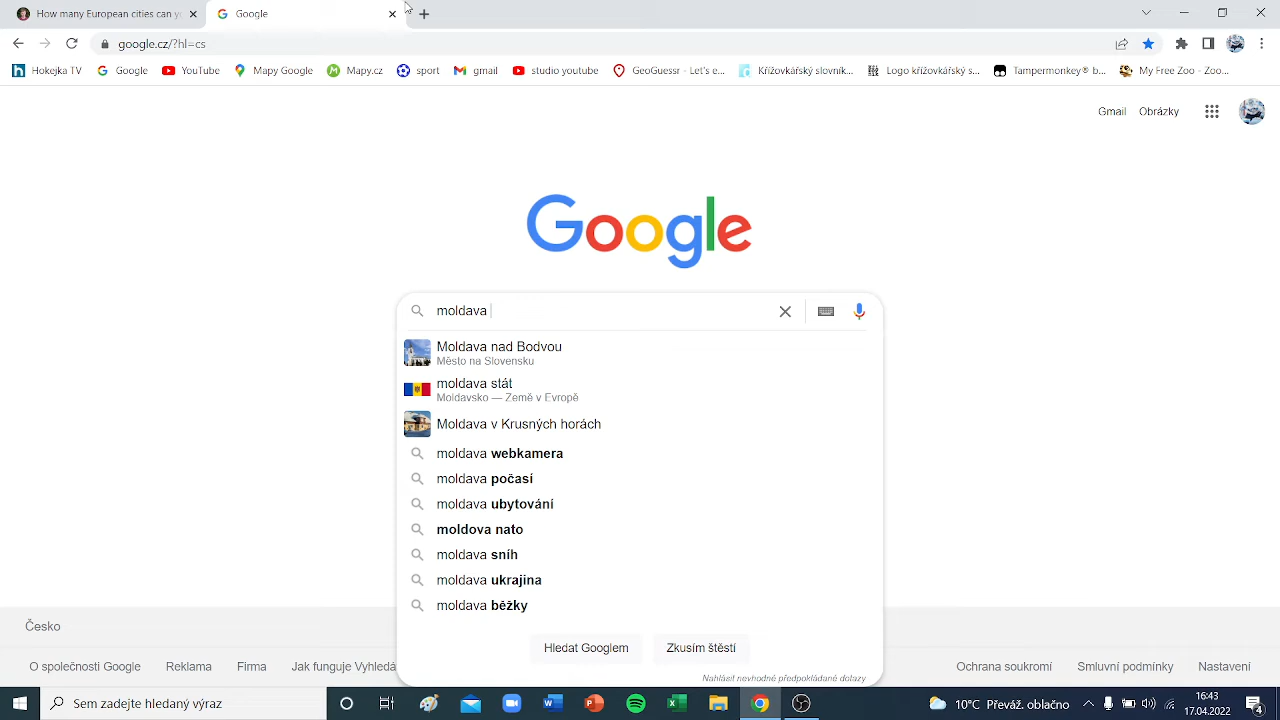 How many European cities can y
Google
google.cz/?hl=cs
Hokejka TV
Google
YouTube
Mapy Google
Mapy.cz
sport
gmail
studio youtube
GeoGuessr - Let's e...
Křížovkářský slovník...
Logo křížovkářský s...
Tampermonkey® b...
My Free Zoo - Zoo...
Gmail
Obrázky
Google
moldava
Moldava nad Bodvou
Město na Slovensku
moldava stát
Moldavsko — Země v Evropě
Moldava v Krusných horách
moldava webkamera
moldava počasí
moldava ubytování
moldova nato
moldava sníh
moldava ukrajina
moldava běžky
Hledat Googlem
Zkusím štěstí
Nahlásit nevhodné předpokládané dotazy
Česko
O společnosti Google
Reklama
Firma
Jak funguje Vyhledá
Ochrana soukromí
Smluvní podmínky
Nastavení
Sem zadejte hledaný výraz
10°C Převáž. oblačno
16:43
17.04.2022